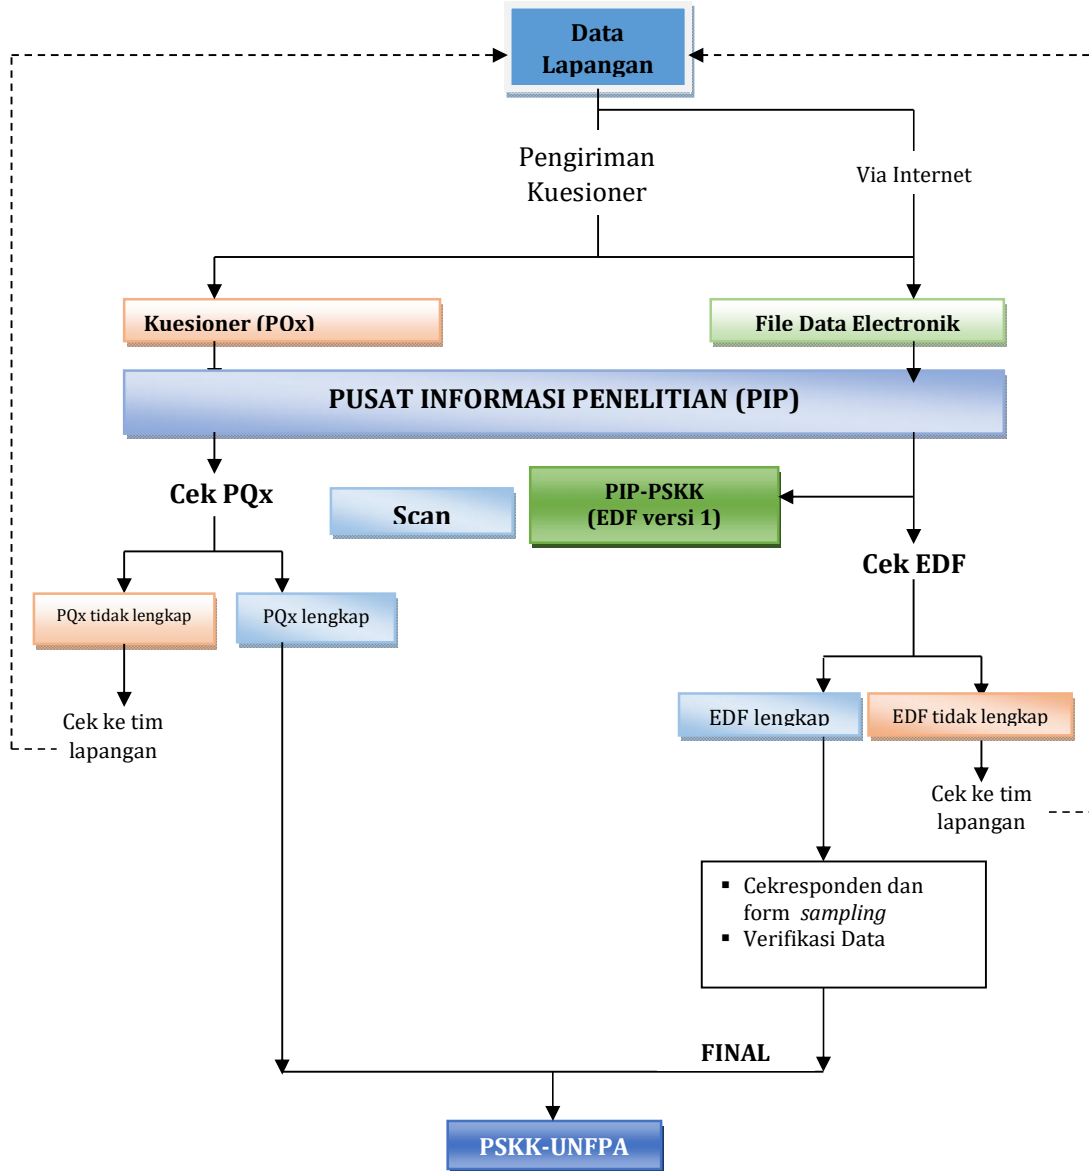 Data
Lapangan
Pengiriman
Kuesioner
Via Internet
Kuesioner (PQx)
File Data Electronik
PUSAT INFORMASI PENELITIAN (PIP)
Cek PQx
Scan
PIP-PSKK
(EDF versi 1)
Cek EDF
PQx tidak lengkap
PQx lengkap
Cek ke tim
lapangan
EDF lengkap
EDF tidak lengkap
Cek ke tim
lapangan
▪ Cekresponden dan
form sampling
▪ Verifikasi Data
FINAL
PSKK-UNFPA